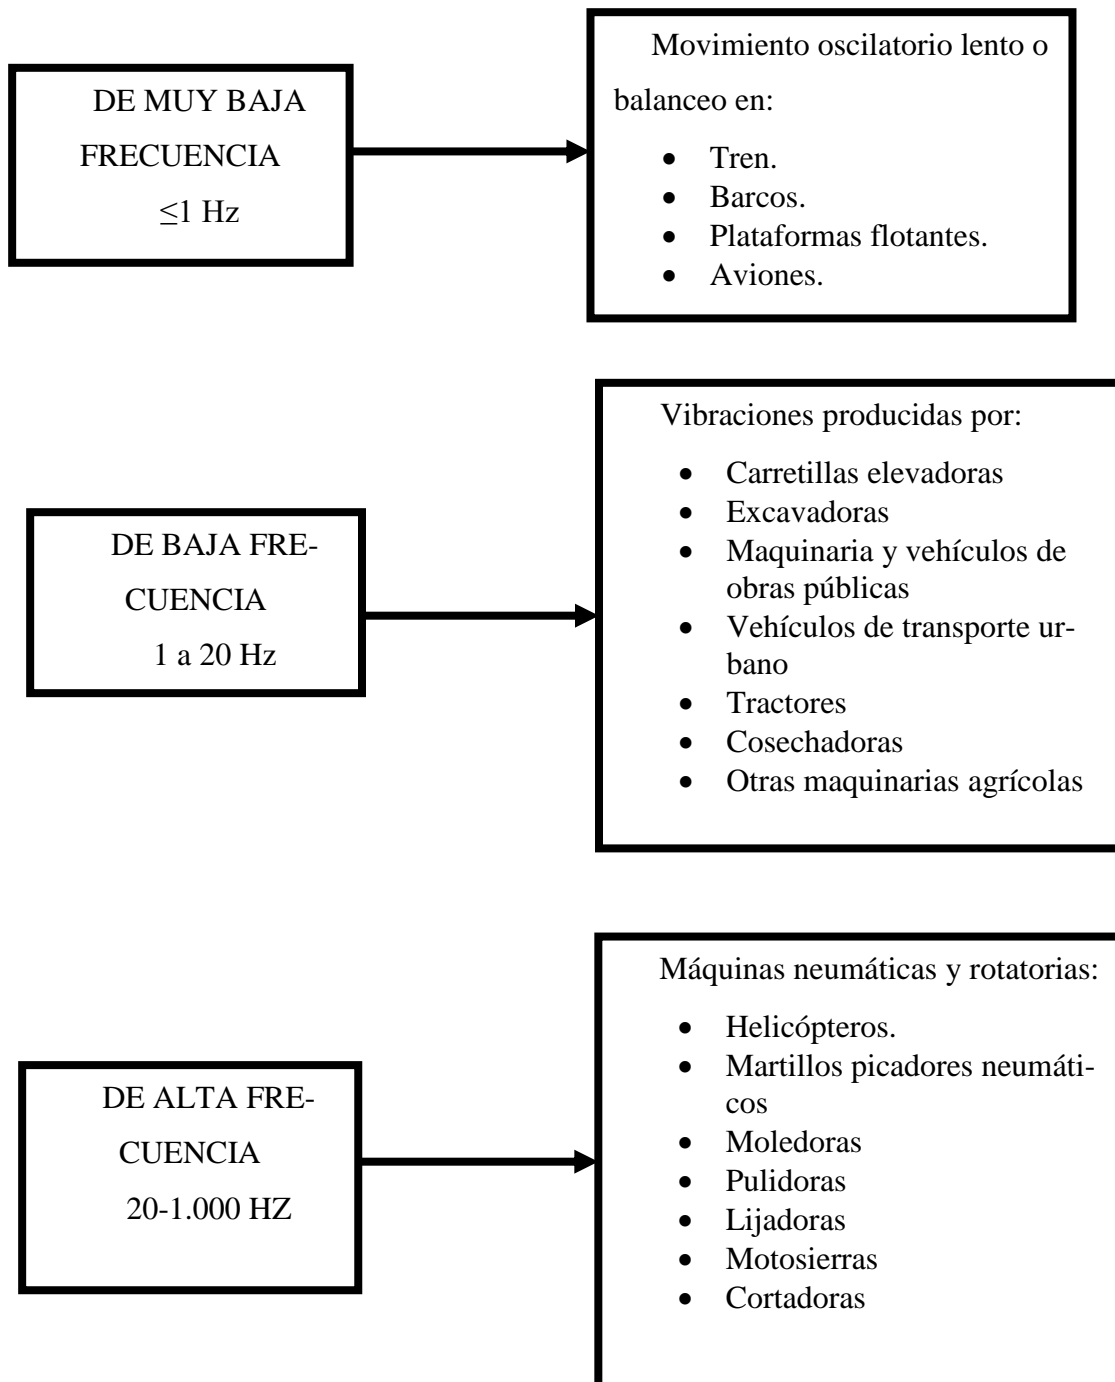 DE MUY BAJA
FRECUENCIA
≤1 Hz
Movimiento oscilatorio lento o
balanceo en:
• Tren.
• Barcos.
• Plataformas flotantes.
• Aviones.
DE BAJA FRE-
CUENCIA
1 a 20 Hz
Vibraciones producidas por:
• Carretillas elevadoras
• Excavadoras
• Maquinaria y vehículos de
obras públicas
• Vehículos de transporte ur-
bano
• Tractores
• Cosechadoras
• Otras maquinarias agrícolas
DE ALTA FRE-
CUENCIA
20-1.000 HZ
Máquinas neumáticas y rotatorias:
• Helicópteros.
• Martillos picadores neumáti-
cos
• Moledoras
• Pulidoras
• Lijadoras
• Motosierras
• Cortadoras